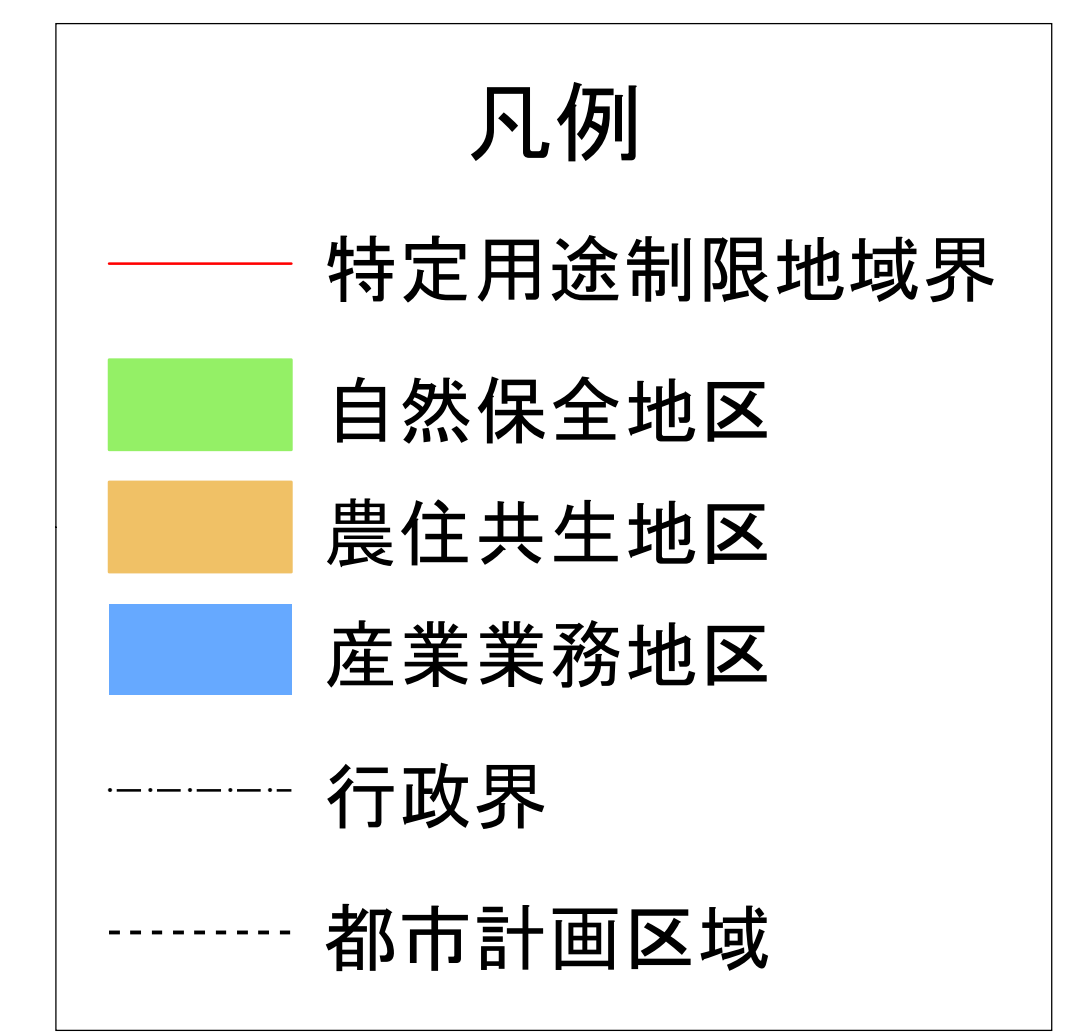 凡例
特定用途制限地域界
自然保全地区
農住共生地区
産業業務地区
行政界
都市計画区域